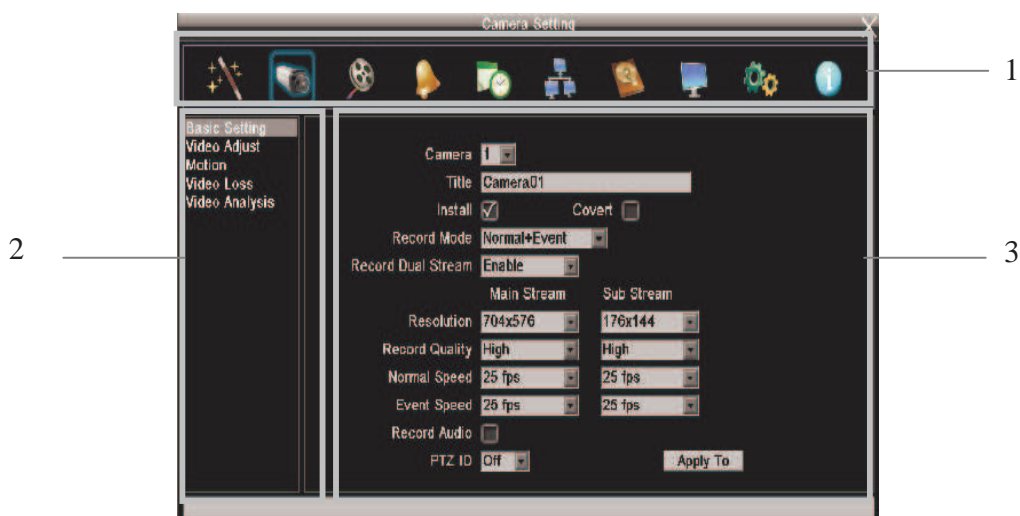 Camera Setting
X
1
Basic Setting
Video Adjust
Motion
Video Loss
Video Analysis
2
3
Camera 1
Title Camera01
Install Covert
Record Mode Normal+Event
Record Dual Stream Enable
Main Stream Sub Stream
Resolution 704x576 176x144
Record Quality High High
Normal Speed 25 fps 25 fps
Event Speed 25 fps 25 fps
Record Audio
PTZ ID Off Apply To